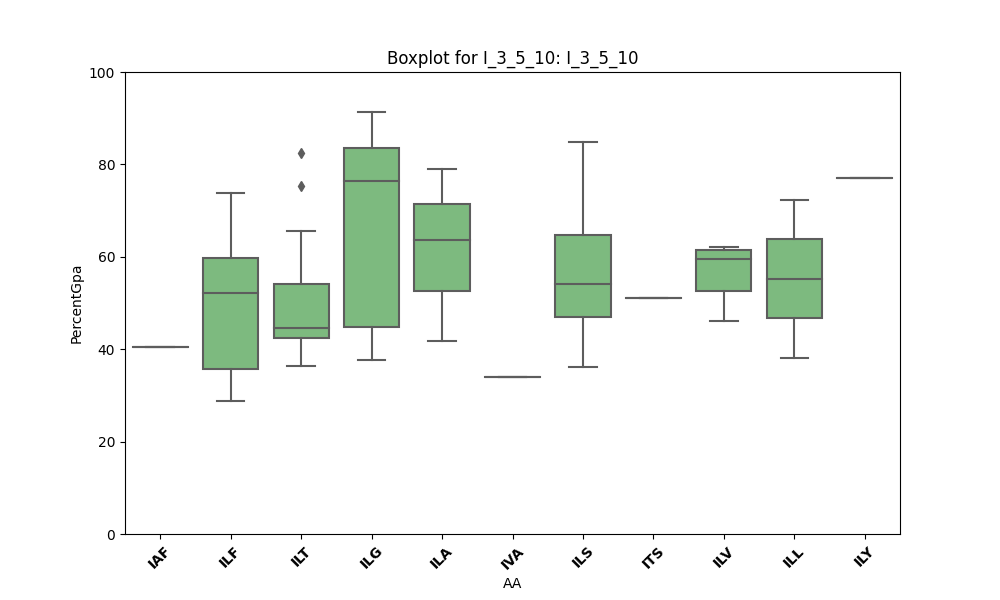 Boxplot for I_3_5_10: I_3_5_10
100
80
60
40
20
0
PercentGpa
IAF ILF ILT ILG ILA IVA ILS ITS ILV ILL ILY
AA